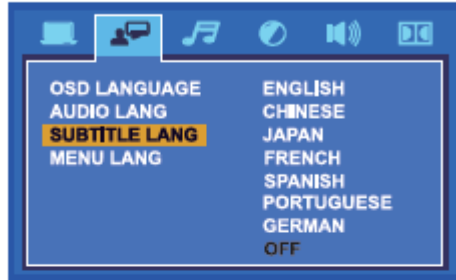 OSD LANGUAGE
AUDIO LANG
SUBTITLE LANG
MENU LANG
ENGLISH
CHINESE
JAPAN
FRENCH
SPANISH
PORTUGUESE
GERMAN
OFF